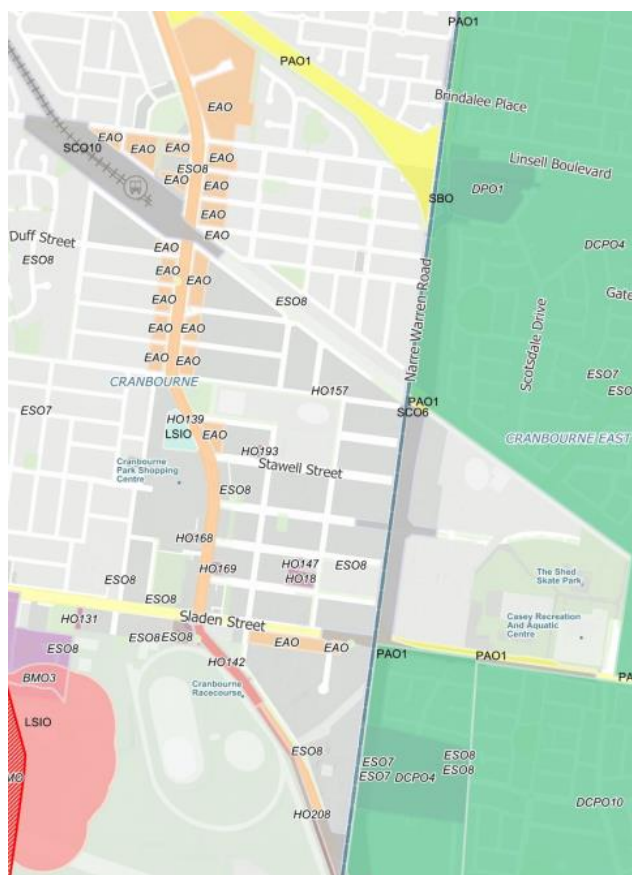 PAO1
PAO1
Brindalee Place
EAO
EAO
EAO
EAO
SCO10
EAO
ESO8
EAO
EAO
Linsell Boulevard
DPO1
SBO
EAO
Duff Street
EAO
EAO
DCPO4
ESO8
EAO
Gate
ESO8
EAO
Narre-Warren-Road
Scotsdale Drive
EAO
EAO
EAO
EAO
ESO7
ESO
CRANBOURNE
HO157
PAO1
SCO6
ESO7
HO139
LSIO
EAO
CRANBOURNE EAST
HO193
Stawell Street
Cranbourne
Park Shopping
Centre
ESO8
HO168
HO169
HO147
HO18
ESO8
The Shed
Skate Park
ESO8
ESO8
Sladen Street
HO131
Casey Recreation
And Aquatic
Centre
ESO8
ESO8
EAO
EAO
ESO8
PAO1
PAO1
PA
HO142
BMO3
Cranbourne
Racecourse
LSIO
ESO8
ESO7
ESO7
DCPO4
ESO8
ESO8
MO
DCPO10
HO208